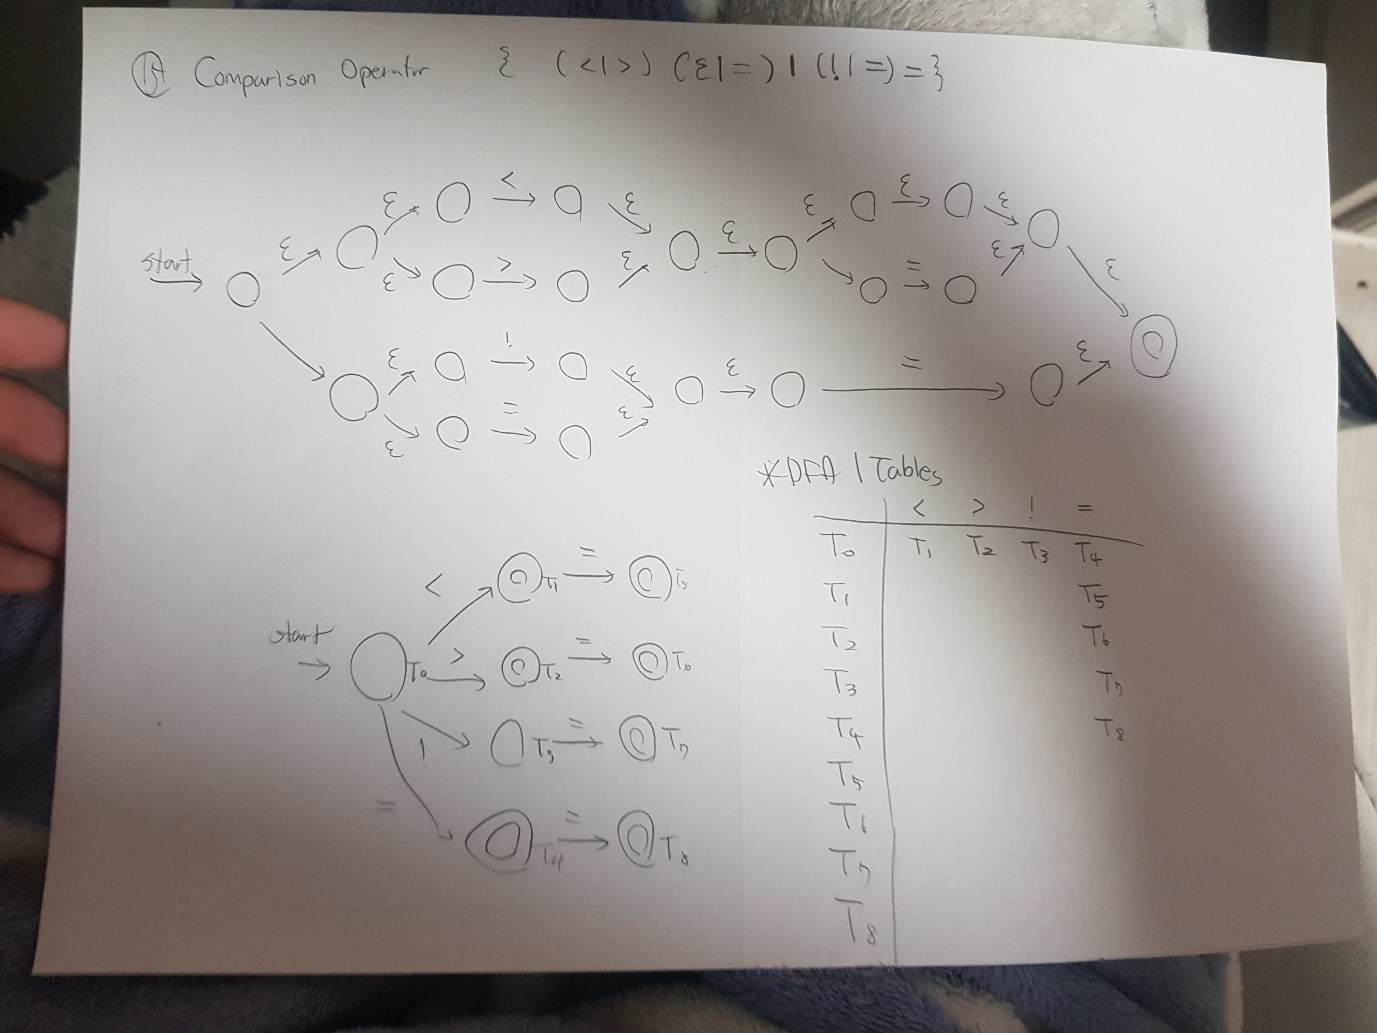 Comparison Operator { (<|>) (ε|=) | (!|=) = }
start
ε ε < ε ε ε ε ε
ε > ε = ε ε
ε ! ε ε = ε
ε = ε
*DFA | Tables
< > ! =
T0 T1 T2 T3 T4
T1 T5
T2 T6
T3 T7
T4 T8
T5
T6
T7
T8
start
T0
< T1 = T5
> T2 = T6
! T3 = T7
= T4 = T8